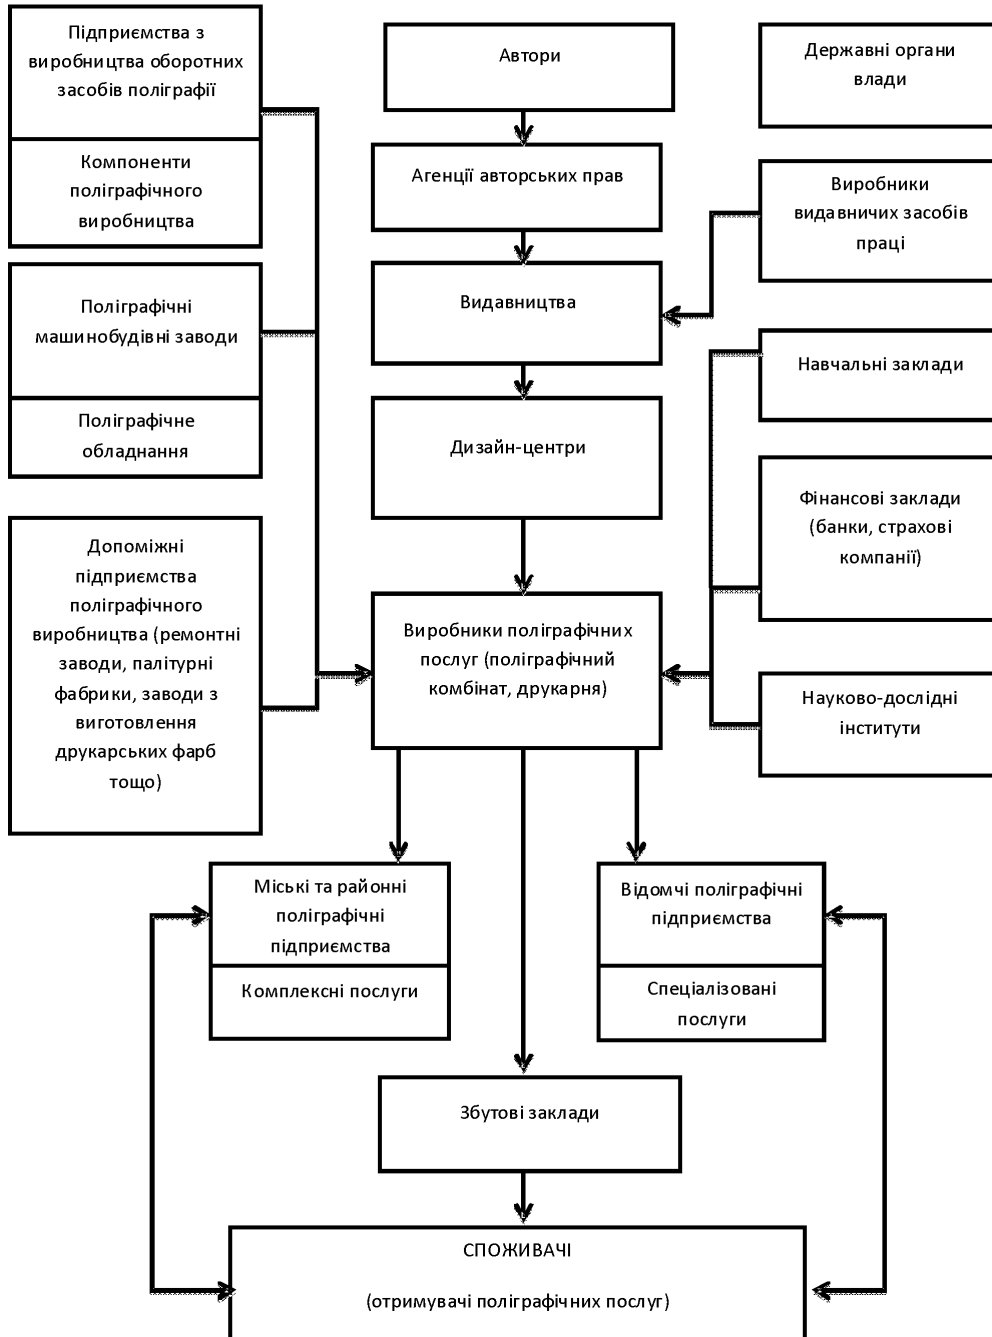 Підприємства з
виробництва оборотних
засобів поліграфії
Компоненти
поліграфічного
виробництва
Поліграфічні
машинобудівні заводи
Поліграфічне
обладнання
Допоміжні
підприємства
поліграфічного
виробництва (ремонтні
заводи, палітурні
фабрики, заводи з
виготовлення
друкарських фарб
тощо)
Автори
Агенції авторських прав
Видавництва
Дизайн-центри
Виробники поліграфічних
послуг (поліграфічний
комбінат, друкарня)
Державні органи
влади
Виробники
видавничих засобів
праці
Навчальні заклади
Фінансові заклади
(банки, страхові
компанії)
Науково-дослідні
інститути
Міські та районні
поліграфічні
підприємства
Комплексні послуги
Відомчі поліграфічні
підприємства
Спеціалізовані
послуги
Збутові заклади
СПОЖИВАЧІ
(отримувачі поліграфічних послуг)